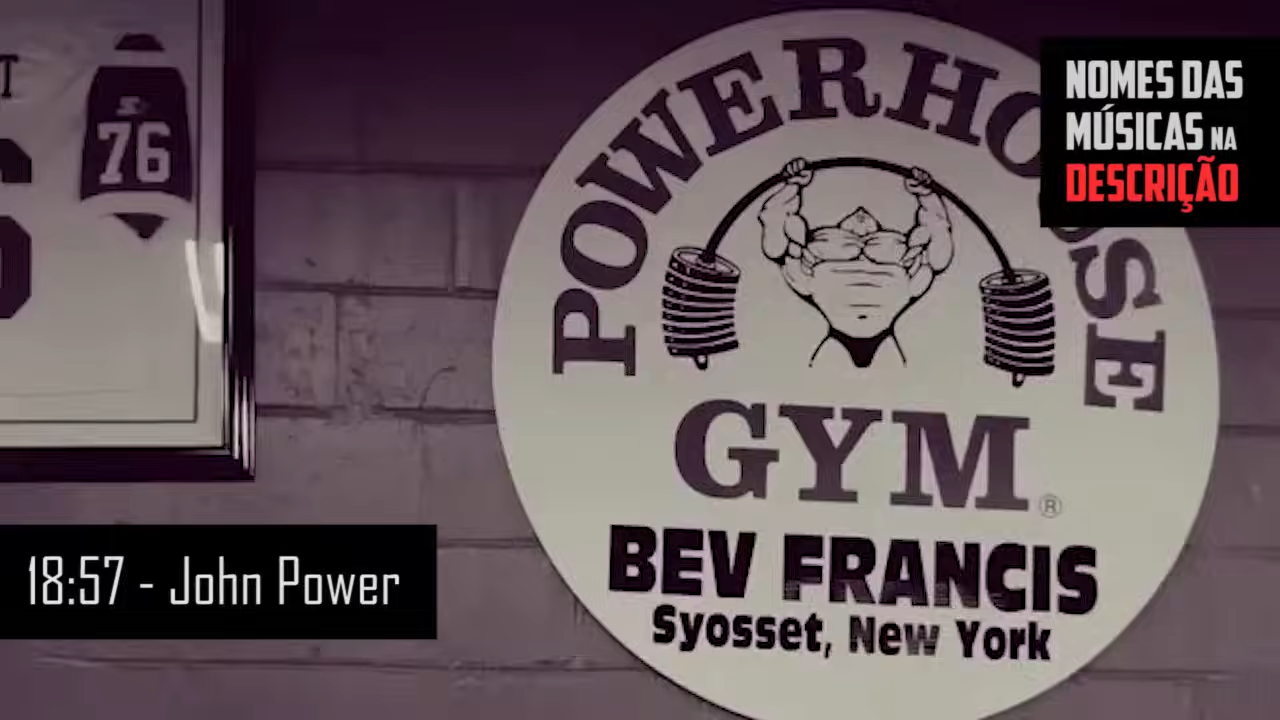 T
76
POWERHOUSE
GYM
®
BEV FRANCIS
Syosset, New York
NOMES DAS
MÚSICAS NA
DESCRIÇÃO
18:57 - John Power